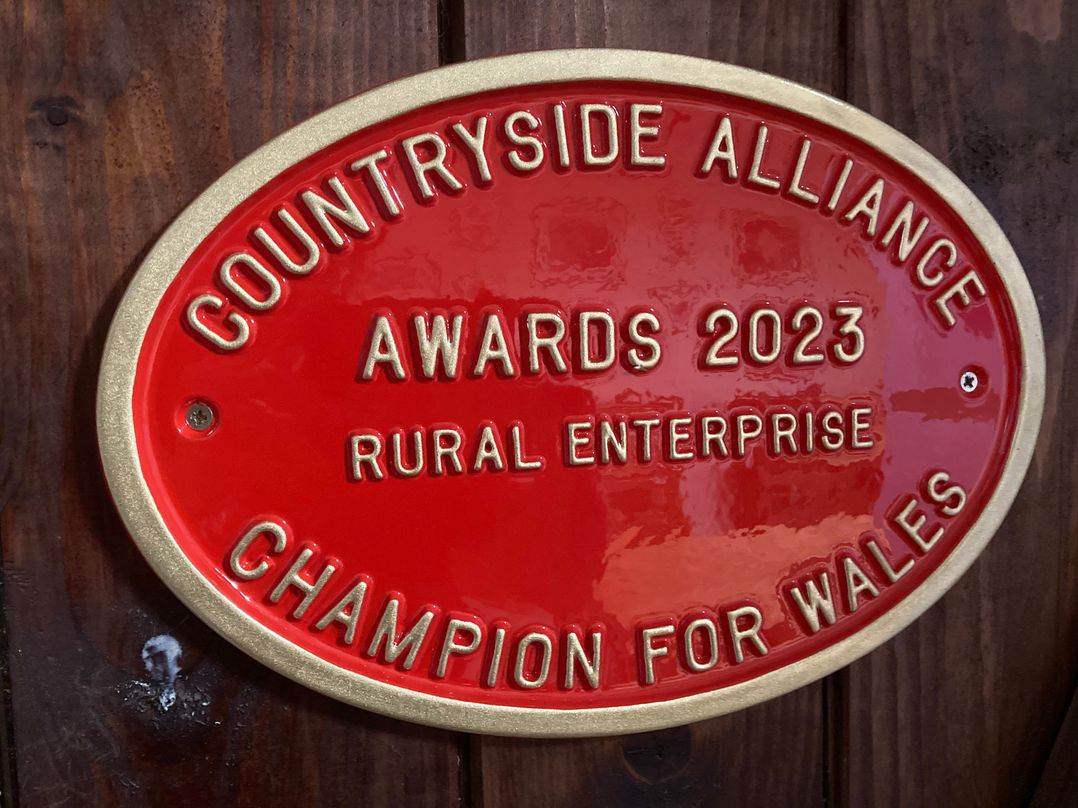 COUNTRYSIDE ALLIANCE
AWARDS 2023
RURAL ENTERPRISE
CHAMPION FOR WALES